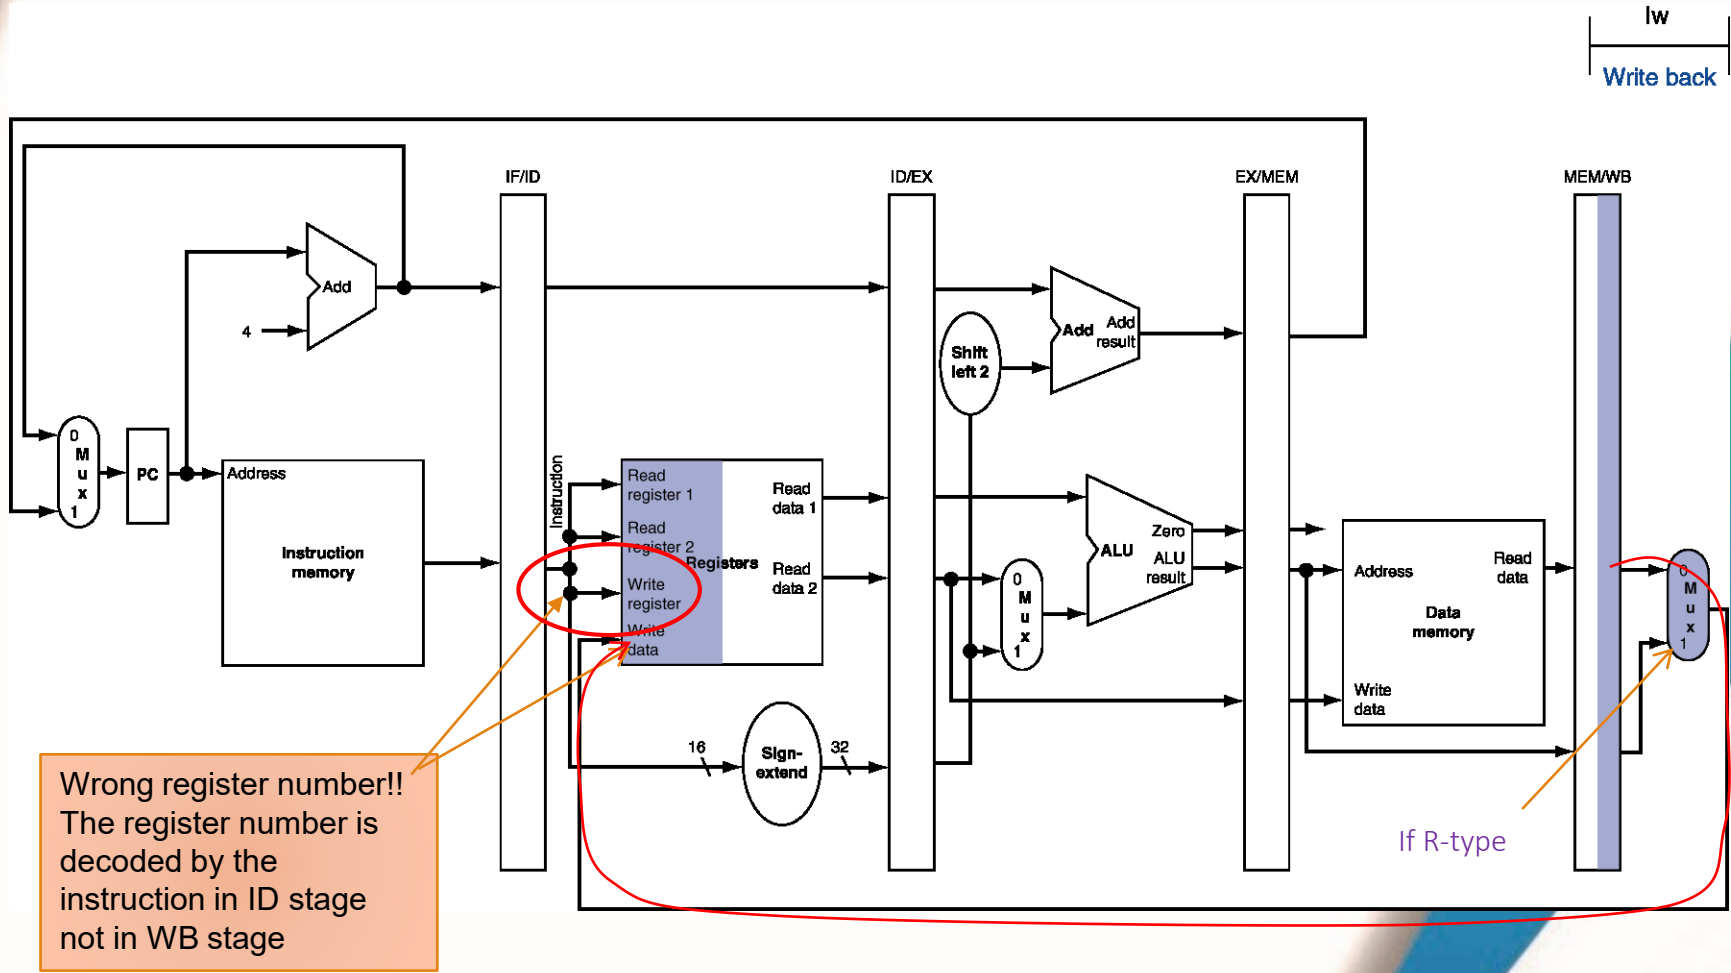 lw
Write back
IF/ID
ID/EX
EX/MEM
MEM/WB
Add
4
Add
Add
result
Shift
left 2
0
M
u
x
1
PC
Address
Instruction
memory
Instruction
Read
register 1
Read
register 2
Registers
Write
register
Write
data
Read
data 1
Read
data 2
0
M
u
x
1
Zero
ALU
ALU
result
Address
Read
data
Data
memory
Write
data
0
M
u
x
1
16
Sign-
extend
32
Wrong register number!!
The register number is
decoded by the
instruction in ID stage
not in WB stage
If R-type